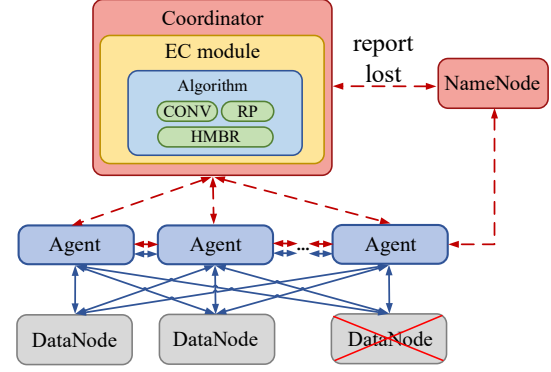 Coordinator
EC module
Algorithm
CONV
RP
HMBR
report
lost
NameNode
Agent
Agent
...
Agent
DataNode
DataNode
DataNode